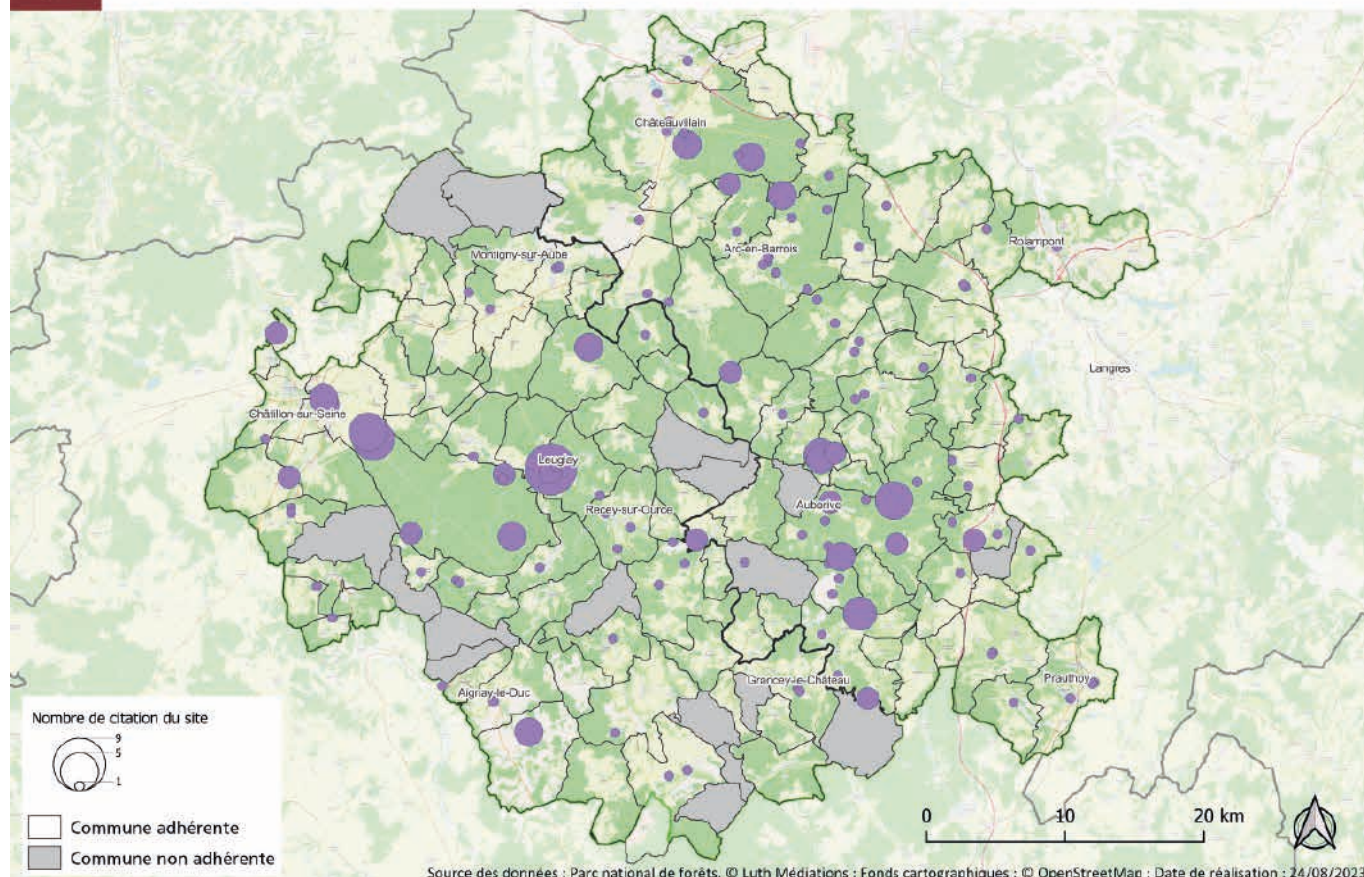 Châteauvillain
Montigny-sur-Aube
Arc-en-Barrois
Rolampont
Langres
Châtillon-sur-Seine
Leuglay
Recey-sur-Ource
Auberive
Aignay-le-Duc
Grancey-le-Château
Prauthoy
Nombre de citation du site
9
5
1
Commune adhérente
Commune non adhérente
0 10 20 km
Source des données : Parc national de forêts, © Luth Médiations ; Fonds cartographiques : © OpenStreetMap ; Date de réalisation : 24/08/2023